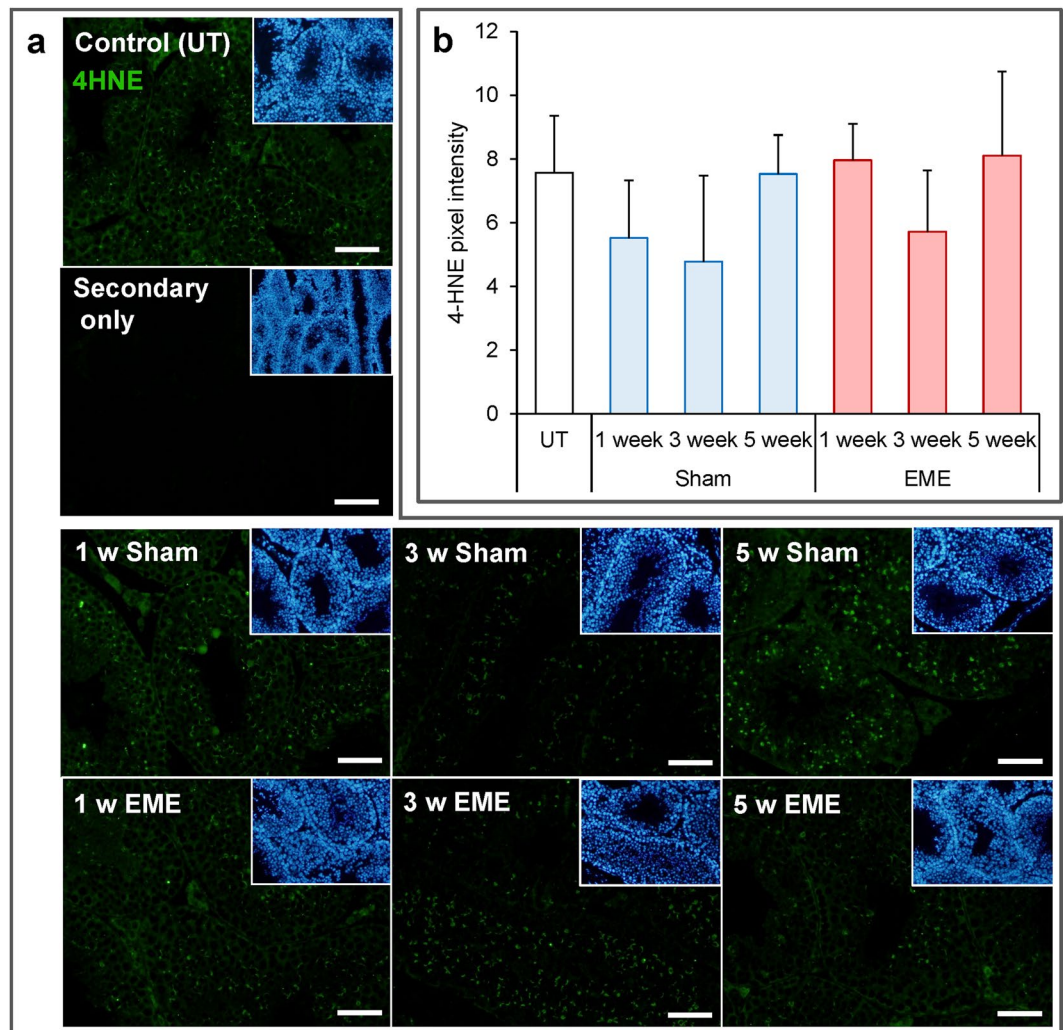 a
Control (UT)
4HNE
Secondary
only
b
4-HNE pixel intensity
12
10
8
6
4
2
0
UT
1 week 3 week 5 week
Sham
1 week 3 week 5 week
EME
1 w Sham
3 w Sham
5 w Sham
1 w EME
3 w EME
5 w EME